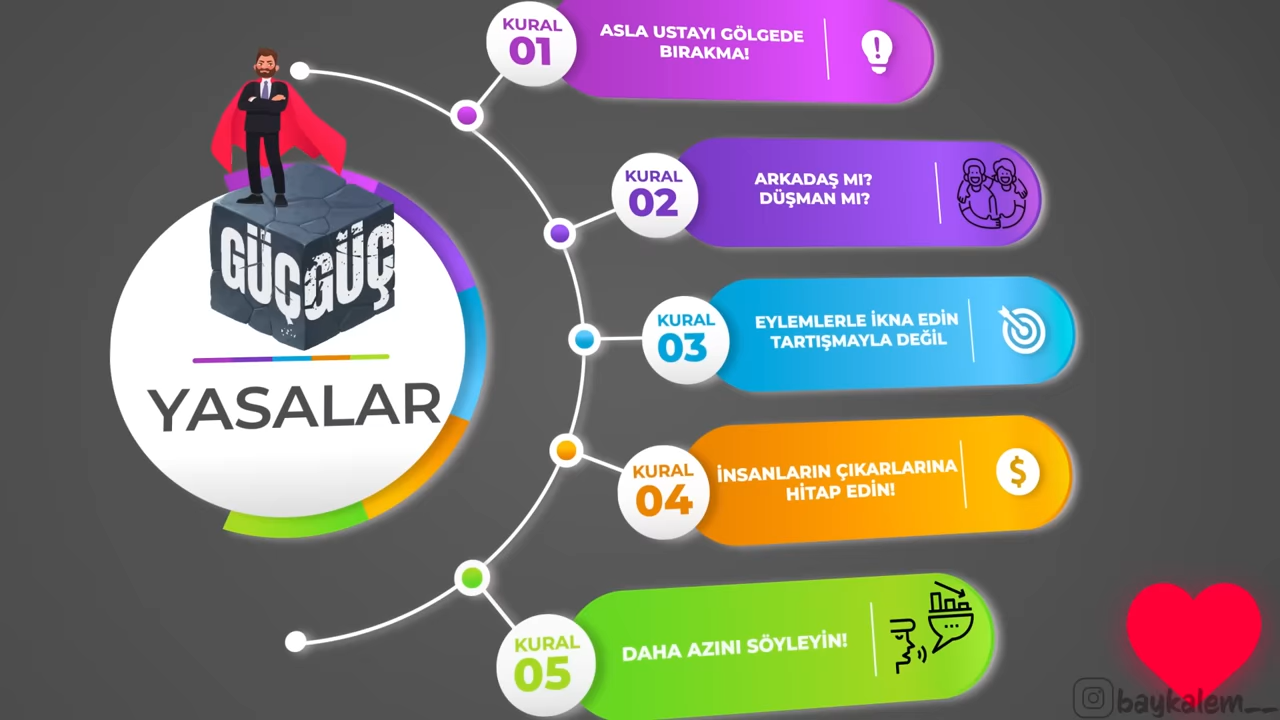 KURAL
01
ASLA USTAYI GÖLGEDE
BIRAKMA!
KURAL
02
ARKADAŞ MI?
DÜŞMAN MI?
GÜÇ
GÜÇ
YASALAR
KURAL
03
EYLEMLERLE İKNA EDİN
TARTIŞMAYLA DEĞİL
KURAL
04
İNSANLARIN ÇIKARLARINA
HİTAP EDİN!
KURAL
05
DAHA AZINI SÖYLEYİN!
baykalem__